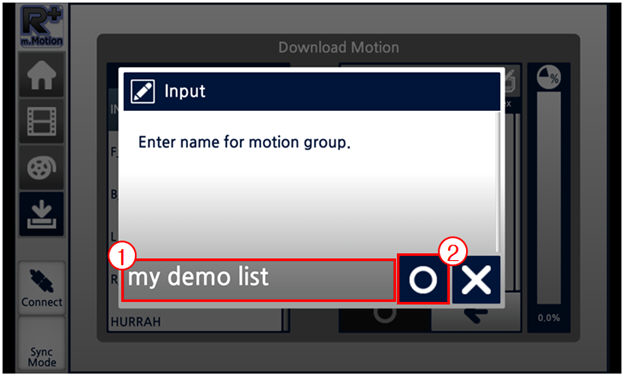 R+
m.Motion
Download Motion
%
Input
Enter name for motion group.
1
my demo list
2
HURRAH
0.0%
Connect
Sync
Mode